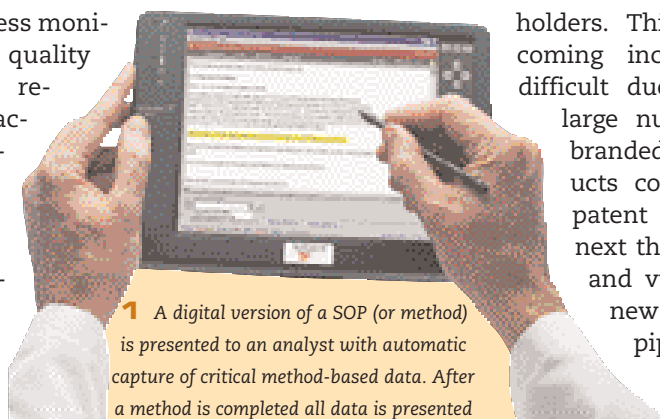 ess moni-
quality
re-
ac-
-
-
1 A digital version of a SOP (or method)
is presented to an analyst with automatic
capture of critical method-based data. After
a method is completed all data is presented
holders. Thi
coming inc
difficult due
large nu
branded
ucts co
patent
next th
and v
new
pip